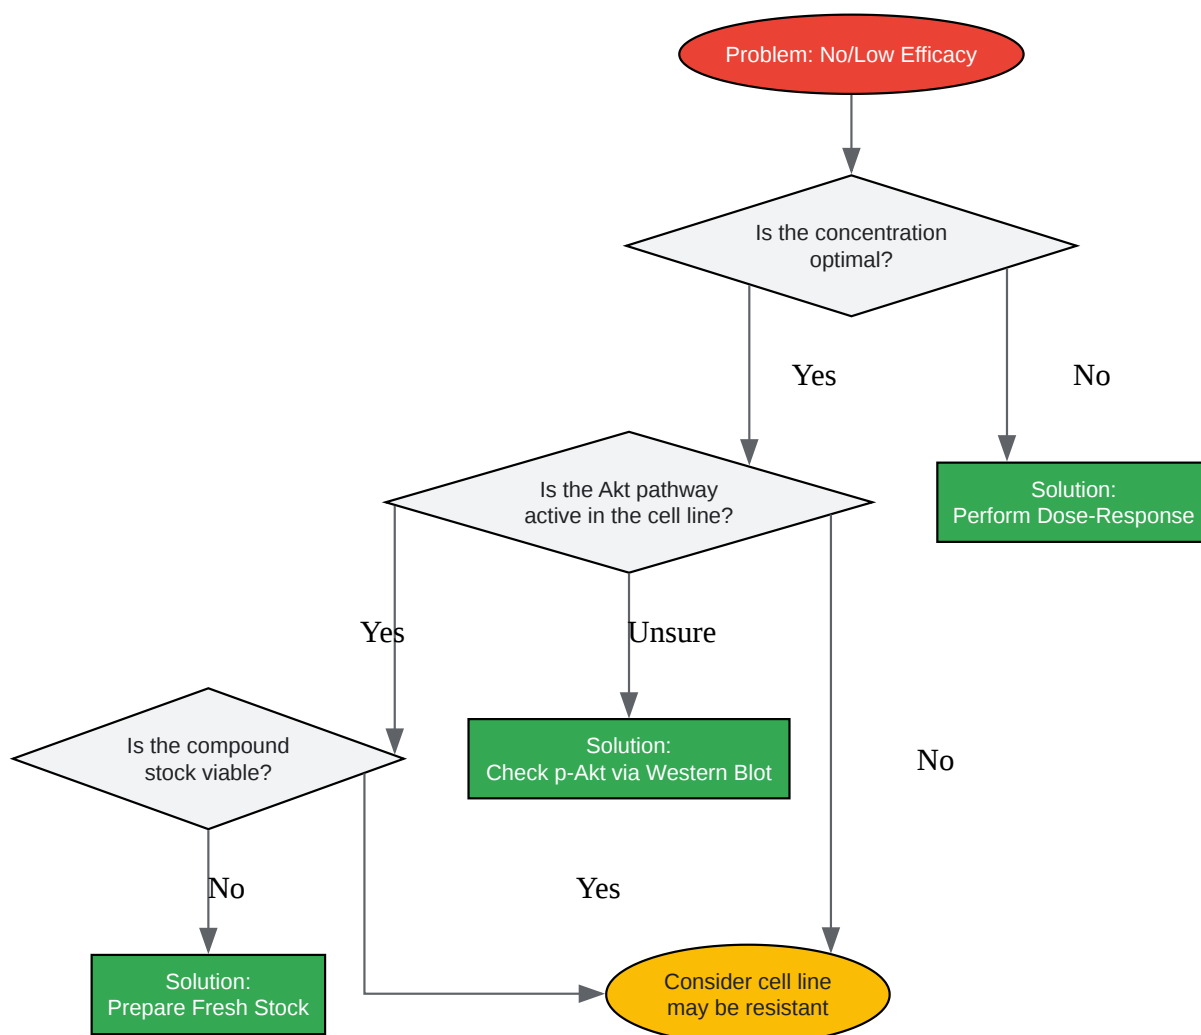 Problem: No/Low Efficacy
Is the concentration
optimal?
Yes
No
Is the Akt pathway
active in the cell line?
Solution:
Perform Dose-Response
Yes
Unsure
No
Is the compound
stock viable?
Solution:
Check p-Akt via Western Blot
No
Yes
Solution:
Prepare Fresh Stock
Consider cell line
may be resistant